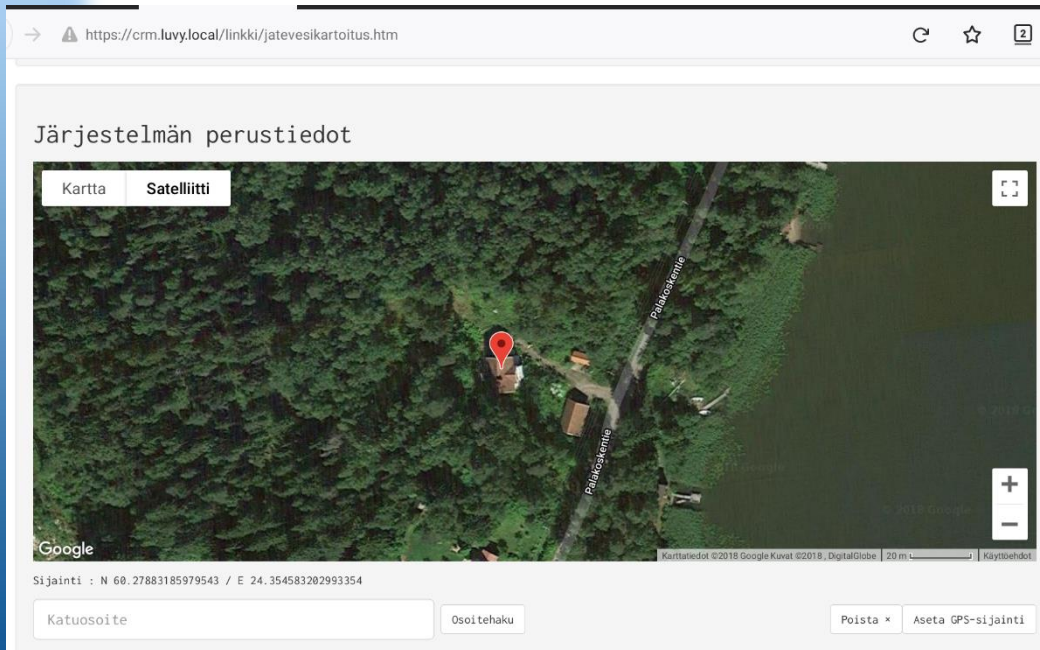 https://crm.luvy.local/linkki/jatevesikartoitus.htm
2
Järjestelmän perustiedot
Kartta
Satelliitti
Palakoskentie
Palakoskentie
Google
Karttatiedot ©2018 Google Kuvat ©2018 , DigitalGlobe
20 m
Käyttöehdot
Sijainti : N 60.27883185979543 / E 24.354583202993354
Katuosoite
Osoitehaku
Poista ×
Aseta GPS-sijainti